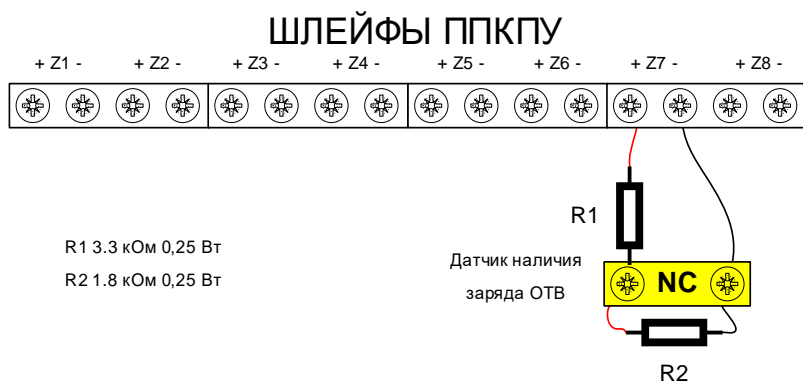 ШЛЕЙФЫ ППКПУ
+ Z1 - + Z2 - + Z3 - + Z4 - + Z5 - + Z6 - + Z7 - + Z8 -
R1
R1 3.3 кОм 0,25 Вт
R2 1.8 кОм 0,25 Вт
Датчик наличия
заряда ОТВ
NC
R2